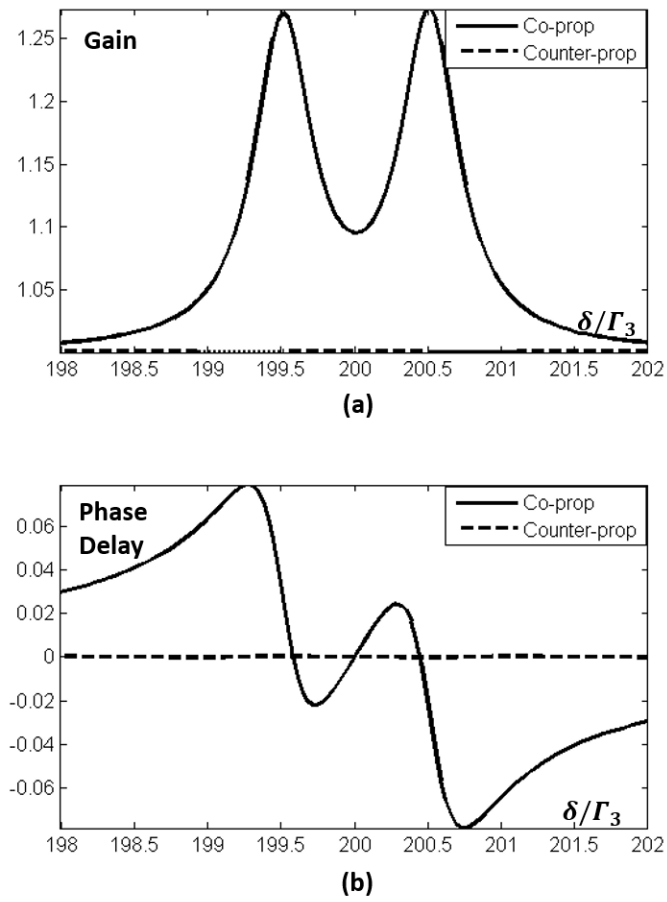 Gain
Co-prop
Counter-prop
1.25
1.2
1.15
1.1
1.05
δ/Γ3
198 198.5 199 199.5 200 200.5 201 201.5 202
(a)
Phase
Delay
Co-prop
Counter-prop
0.06
0.04
0.02
0
-0.02
-0.04
-0.06
δ/Γ3
198 198.5 199 199.5 200 200.5 201 201.5 202
(b)